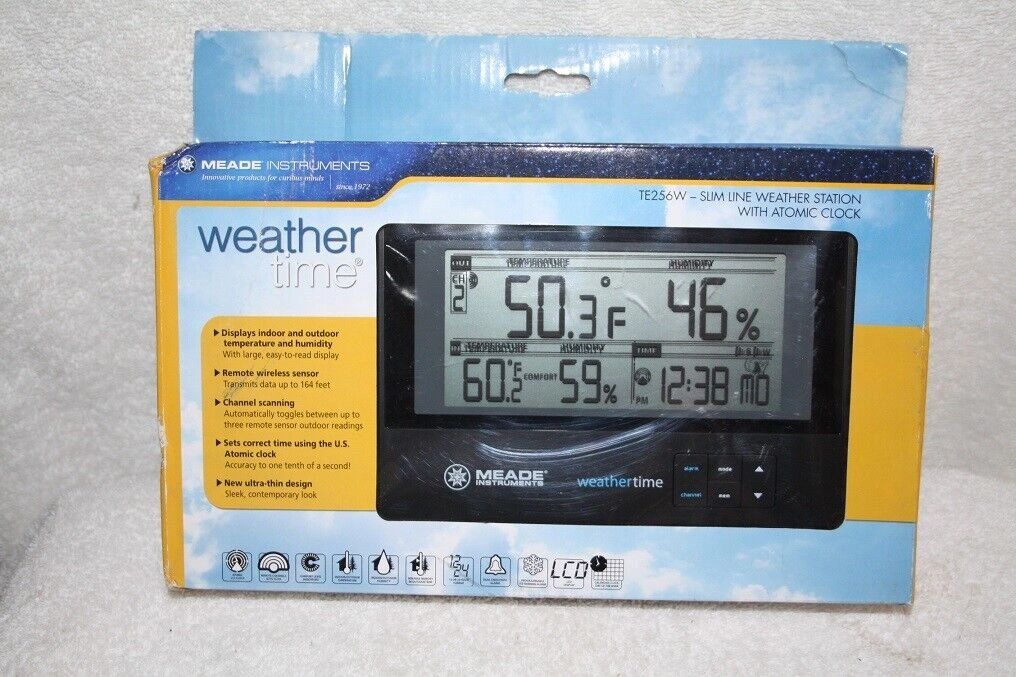 MEADE INSTRUMENTS
Innovative products for curious minds
since 1972
TE256W – SLIM LINE WEATHER STATION
WITH ATOMIC CLOCK
weather
time®
▶ Displays indoor and outdoor
temperature and humidity
With large, easy-to-read display
▶ Remote wireless sensor
Transmits data up to 164 feet
▶ Channel scanning
Automatically toggles between up to
three remote sensor outdoor readings
▶ Sets correct time using the U.S.
Atomic clock
Accuracy to one tenth of a second!
▶ New ultra-thin design
Sleek, contemporary look
OUT TEMPERATURE HUMIDITY
CH
2
50.3°F 46%
IN TEMPERATURE HUMIDITY TIME
60.2°F COMFORT 59% PM 12:38 MO
MEADE®
INSTRUMENTS
weathertime
alarm mode
channel mem
12
24
LCD